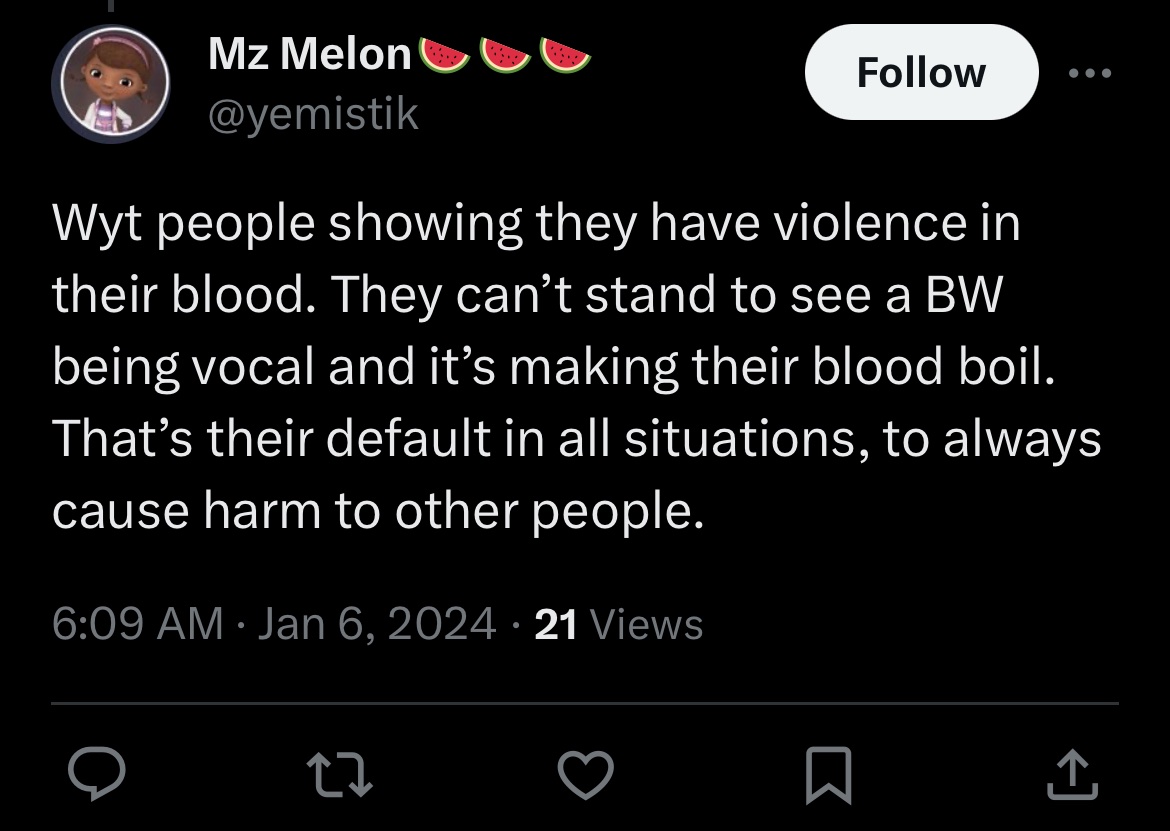 Mz Melon🍉🍉🍉
@yemistik
Follow
Wyt people showing they have violence in
their blood. They can’t stand to see a BW
being vocal and it’s making their blood boil.
That’s their default in all situations, to always
cause harm to other people.
6:09 AM · Jan 6, 2024 · 21 Views